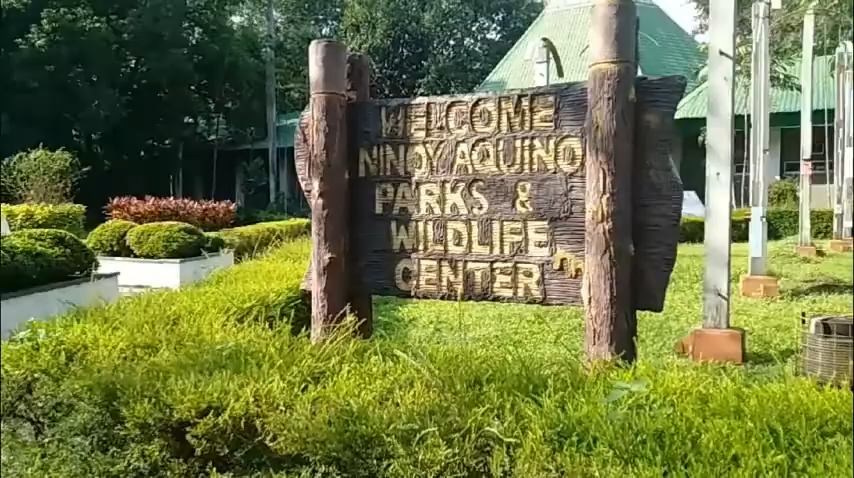 WELCOME
NINOY AQUINO
PARKS &
WILDLIFE
CENTER